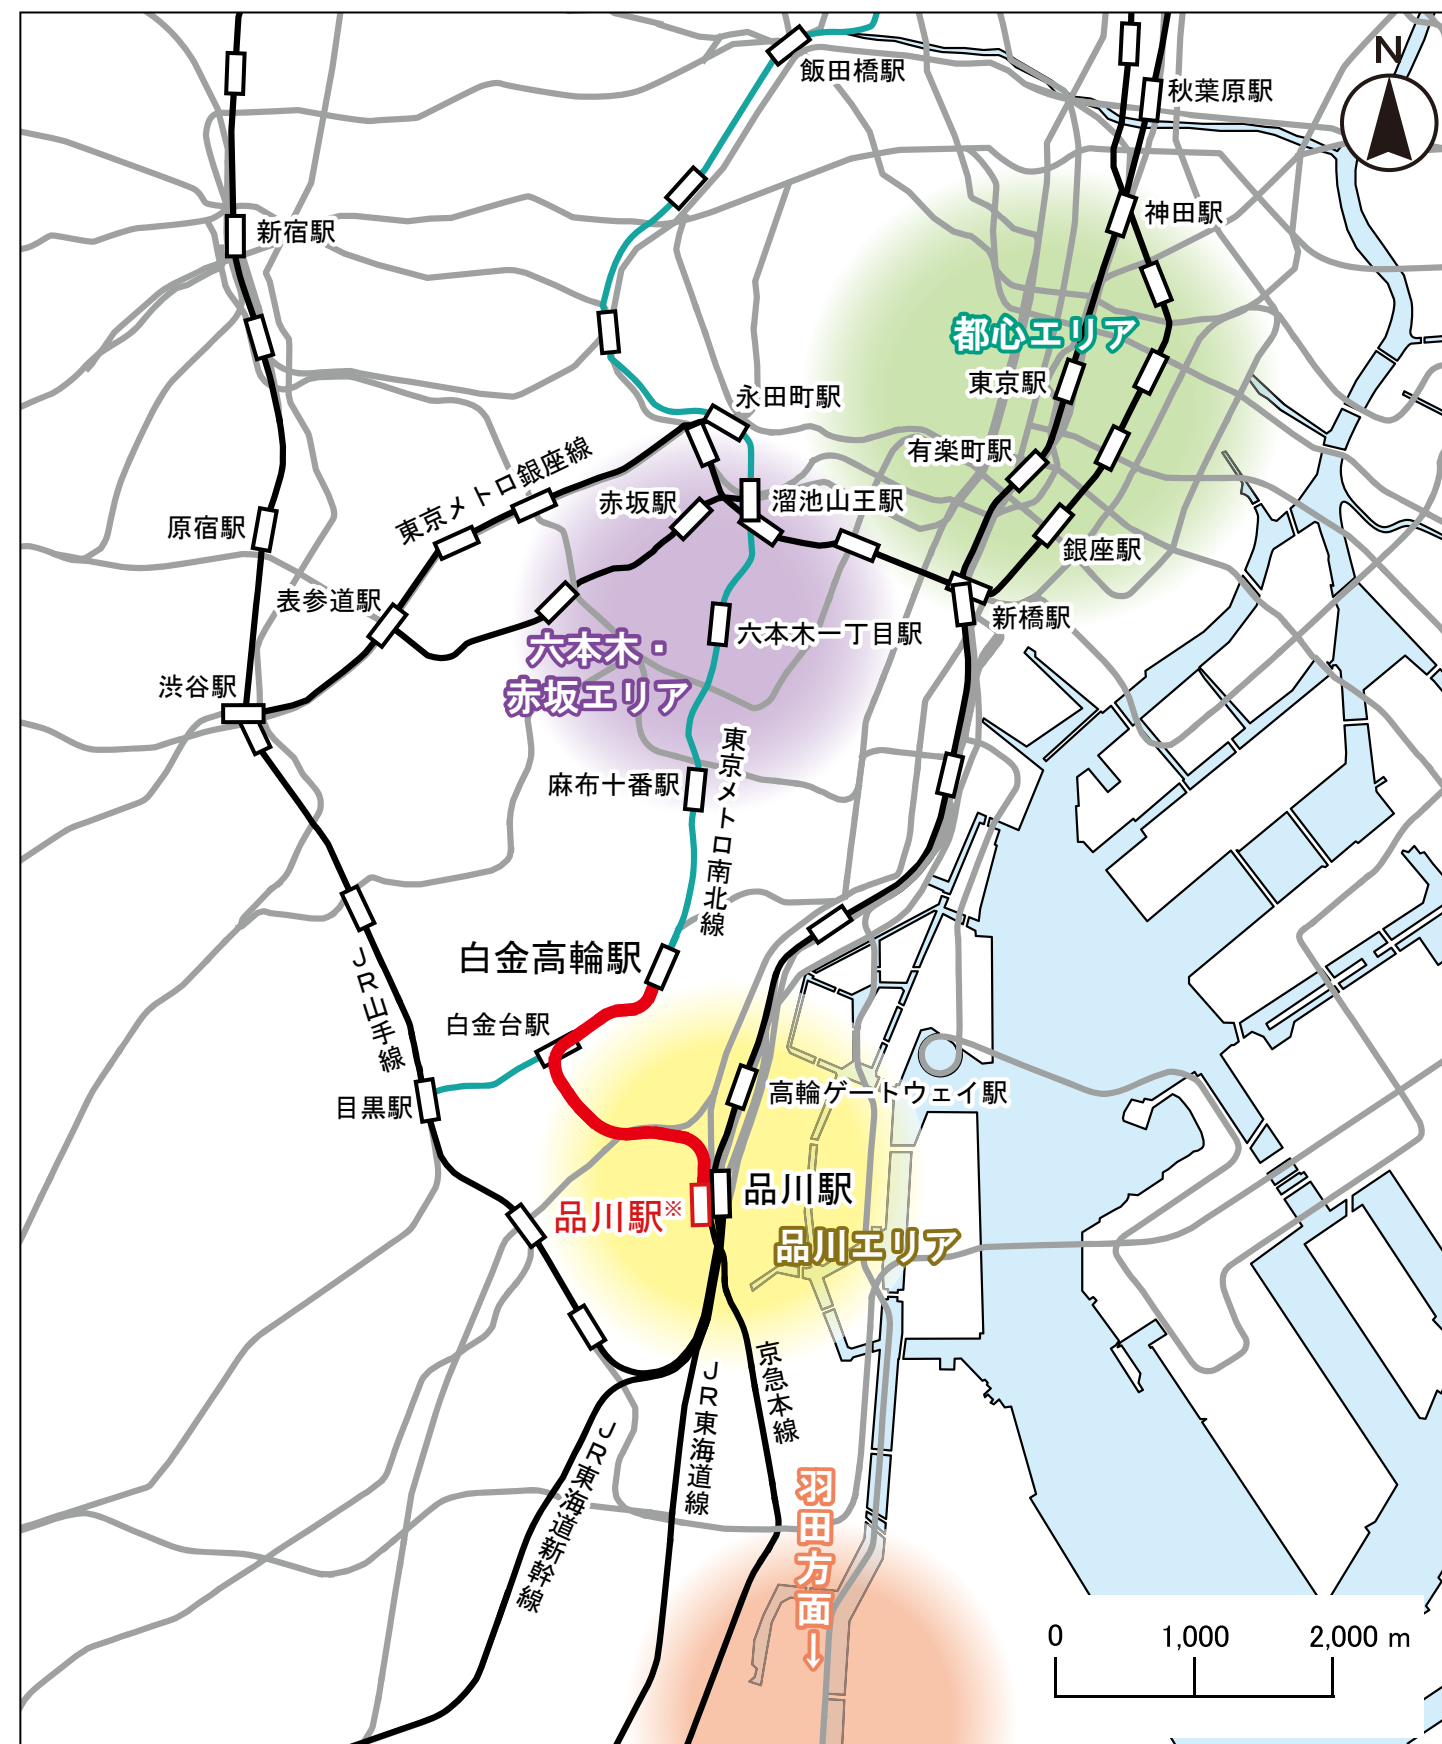 N
飯田橋駅
秋葉原駅
新宿駅
神田駅
都心エリア
東京駅
永田町駅
有楽町駅
東京メトロ銀座線
赤坂駅
溜池山王駅
原宿駅
銀座駅
表参道駅
新橋駅
六本木一丁目駅
六本木・
赤坂エリア
渋谷駅
東京メトロ南北線
麻布十番駅
白金高輪駅
JR山手線
白金台駅
高輪ゲートウェイ駅
目黒駅
品川駅
品川駅※
品川エリア
京急本線
JR東海道線
JR東海道新幹線
羽田方面↓
0 1,000 2,000 m